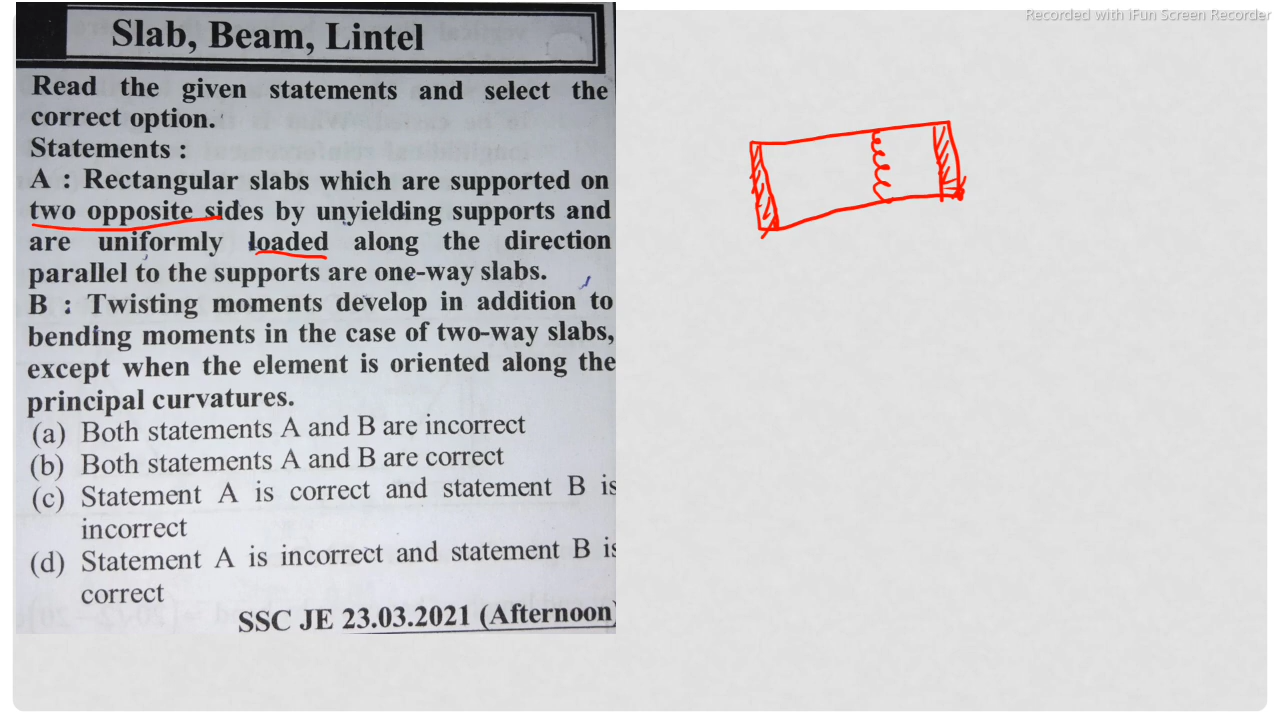 Recorded with iFun Screen Recorder
Slab, Beam, Lintel
Read the given statements and select the
correct option.
Statements :
A : Rectangular slabs which are supported on
two opposite sides by unyielding supports and
are uniformly loaded along the direction
parallel to the supports are one-way slabs.
B : Twisting moments develop in addition to
bending moments in the case of two-way slabs,
except when the element is oriented along the
principal curvatures.
(a) Both statements A and B are incorrect
(b) Both statements A and B are correct
(c) Statement A is correct and statement B is
incorrect
(d) Statement A is incorrect and statement B is
correct
SSC JE 23.03.2021 (Afternoon)